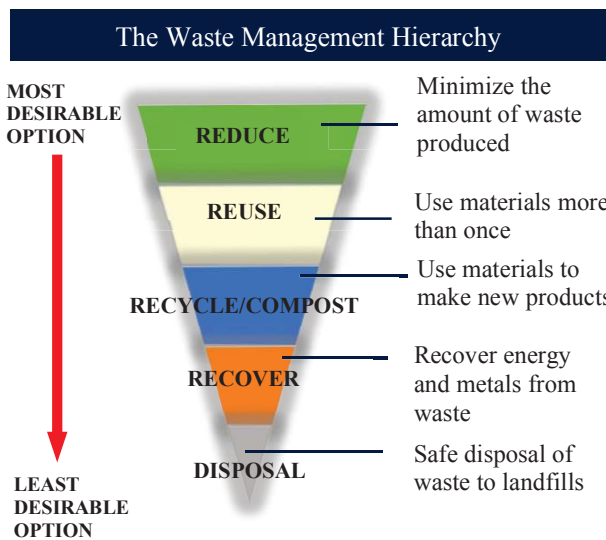 The Waste Management Hierarchy
MOST
DESIRABLE
OPTION
REDUCE
Minimize the
amount of waste
produced
REUSE
Use materials more
than once
RECYCLE/COMPOST
Use materials to
make new products
RECOVER
Recover energy
and metals from
waste
DISPOSAL
Safe disposal of
waste to landfills
LEAST
DESIRABLE
OPTION